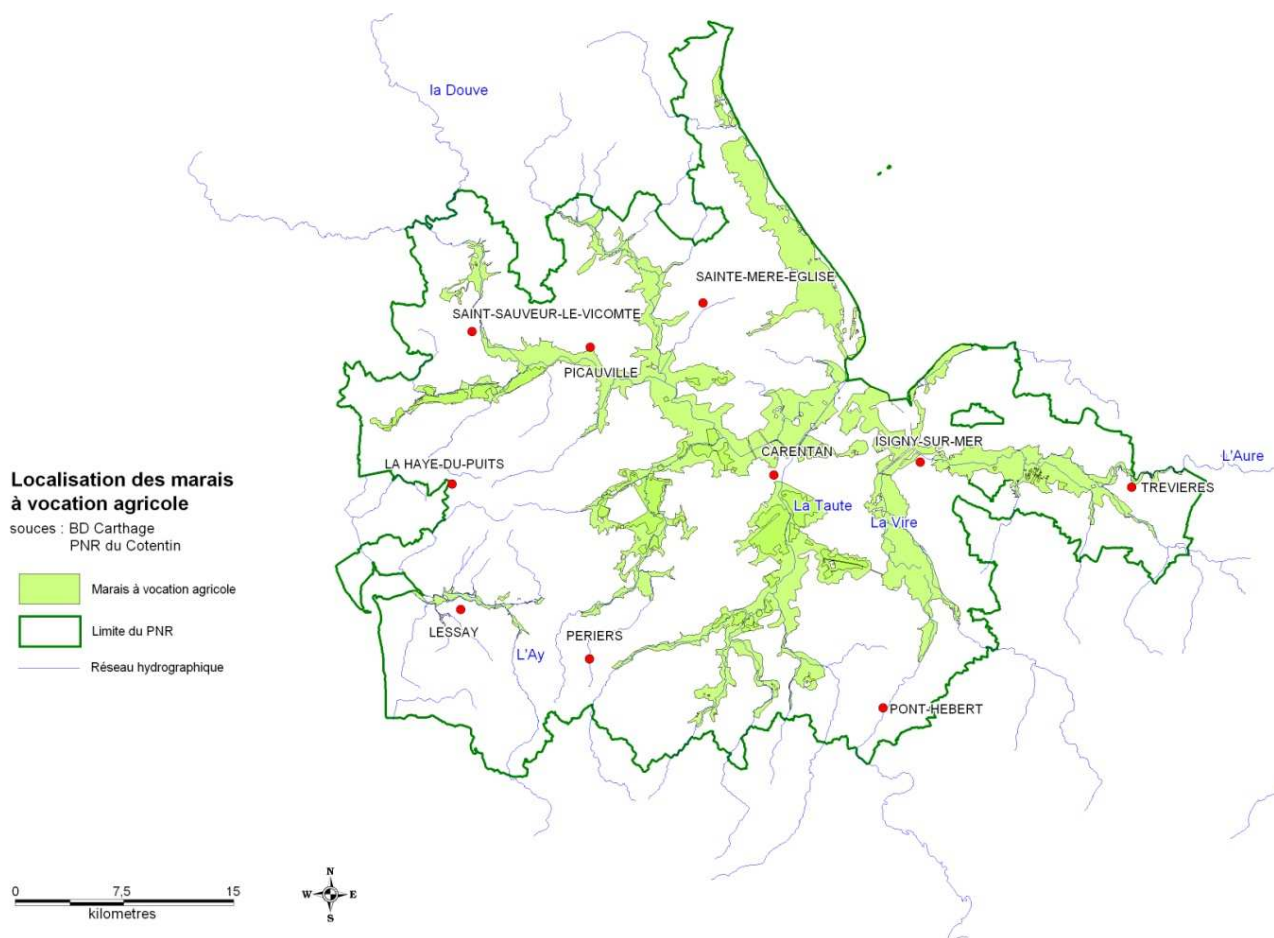 la Douve
SAINTE-MERE-EGLISE
SAINT-SAUVEUR-LE-VICOMTE
PICAUVILLE
ISIGNY-SUR-MER
CARENTAN
L'Aure
LA HAYE-DU-PUITS
TREVIERES
La Taute
La Vire
LESSAY
PERIERS
L'Ay
PONT-HEBERT
Localisation des marais
à vocation agricole
souces : BD Carthage
PNR du Cotentin
Marais à vocation agricole
Limite du PNR
Réseau hydrographique
0 7,5 15
kilometres
N
W E
S